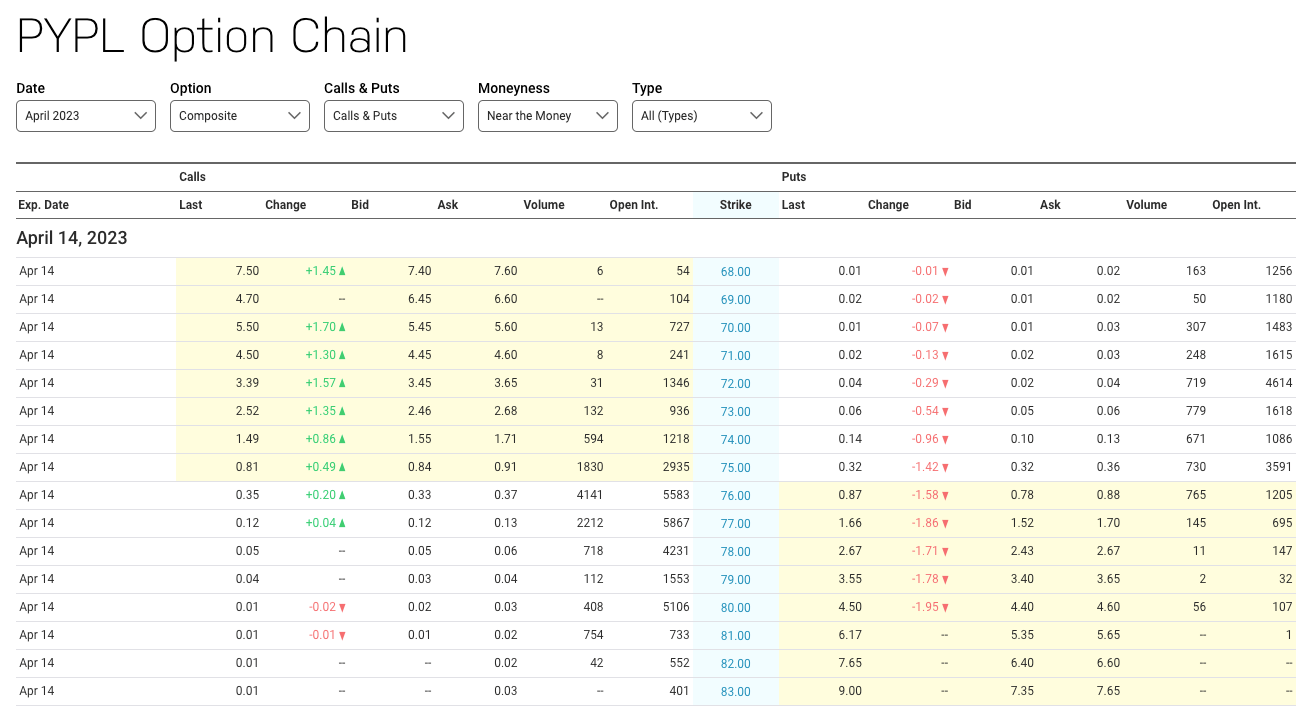 PYPL Option Chain
Date Option Calls & Puts Moneyness Type
April 2023 Composite Calls & Puts Near the Money All (Types)
Calls Puts
Exp. Date Last Change Bid Ask Volume Open Int. Strike Last Change Bid Ask Volume Open Int.
April 14, 2023
Apr 14 7.50 +1.45 7.40 7.60 6 54 68.00 0.01 -0.01 0.01 0.02 163 1256
Apr 14 4.70 -- 6.45 6.60 -- 104 69.00 0.02 -0.02 0.01 0.02 50 1180
Apr 14 5.50 +1.70 5.45 5.60 13 727 70.00 0.01 -0.07 0.01 0.03 307 1483
Apr 14 4.50 +1.30 4.45 4.60 8 241 71.00 0.02 -0.13 0.02 0.03 248 1615
Apr 14 3.39 +1.57 3.45 3.65 31 1346 72.00 0.04 -0.29 0.02 0.04 719 4614
Apr 14 2.52 +1.35 2.46 2.68 132 936 73.00 0.06 -0.54 0.05 0.06 779 1618
Apr 14 1.49 +0.86 1.55 1.71 594 1218 74.00 0.14 -0.96 0.10 0.13 671 1086
Apr 14 0.81 +0.49 0.84 0.91 1830 2935 75.00 0.32 -1.42 0.32 0.36 730 3591
Apr 14 0.35 +0.20 0.33 0.37 4141 5583 76.00 0.87 -1.58 0.78 0.88 765 1205
Apr 14 0.12 +0.04 0.12 0.13 2212 5867 77.00 1.66 -1.86 1.52 1.70 145 695
Apr 14 0.05 -- 0.05 0.06 718 4231 78.00 2.67 -1.71 2.43 2.67 11 147
Apr 14 0.04 -- 0.03 0.04 112 1553 79.00 3.55 -1.78 3.40 3.65 2 32
Apr 14 0.01 -0.02 0.02 0.03 408 5106 80.00 4.50 -1.95 4.40 4.60 56 107
Apr 14 0.01 -0.01 0.01 0.02 754 733 81.00 6.17 -- 5.35 5.65 -- 1
Apr 14 0.01 -- -- 0.02 42 552 82.00 7.65 -- 6.40 6.60 -- --
Apr 14 0.01 -- -- 0.03 -- 401 83.00 9.00 -- 7.35 7.65 -- --